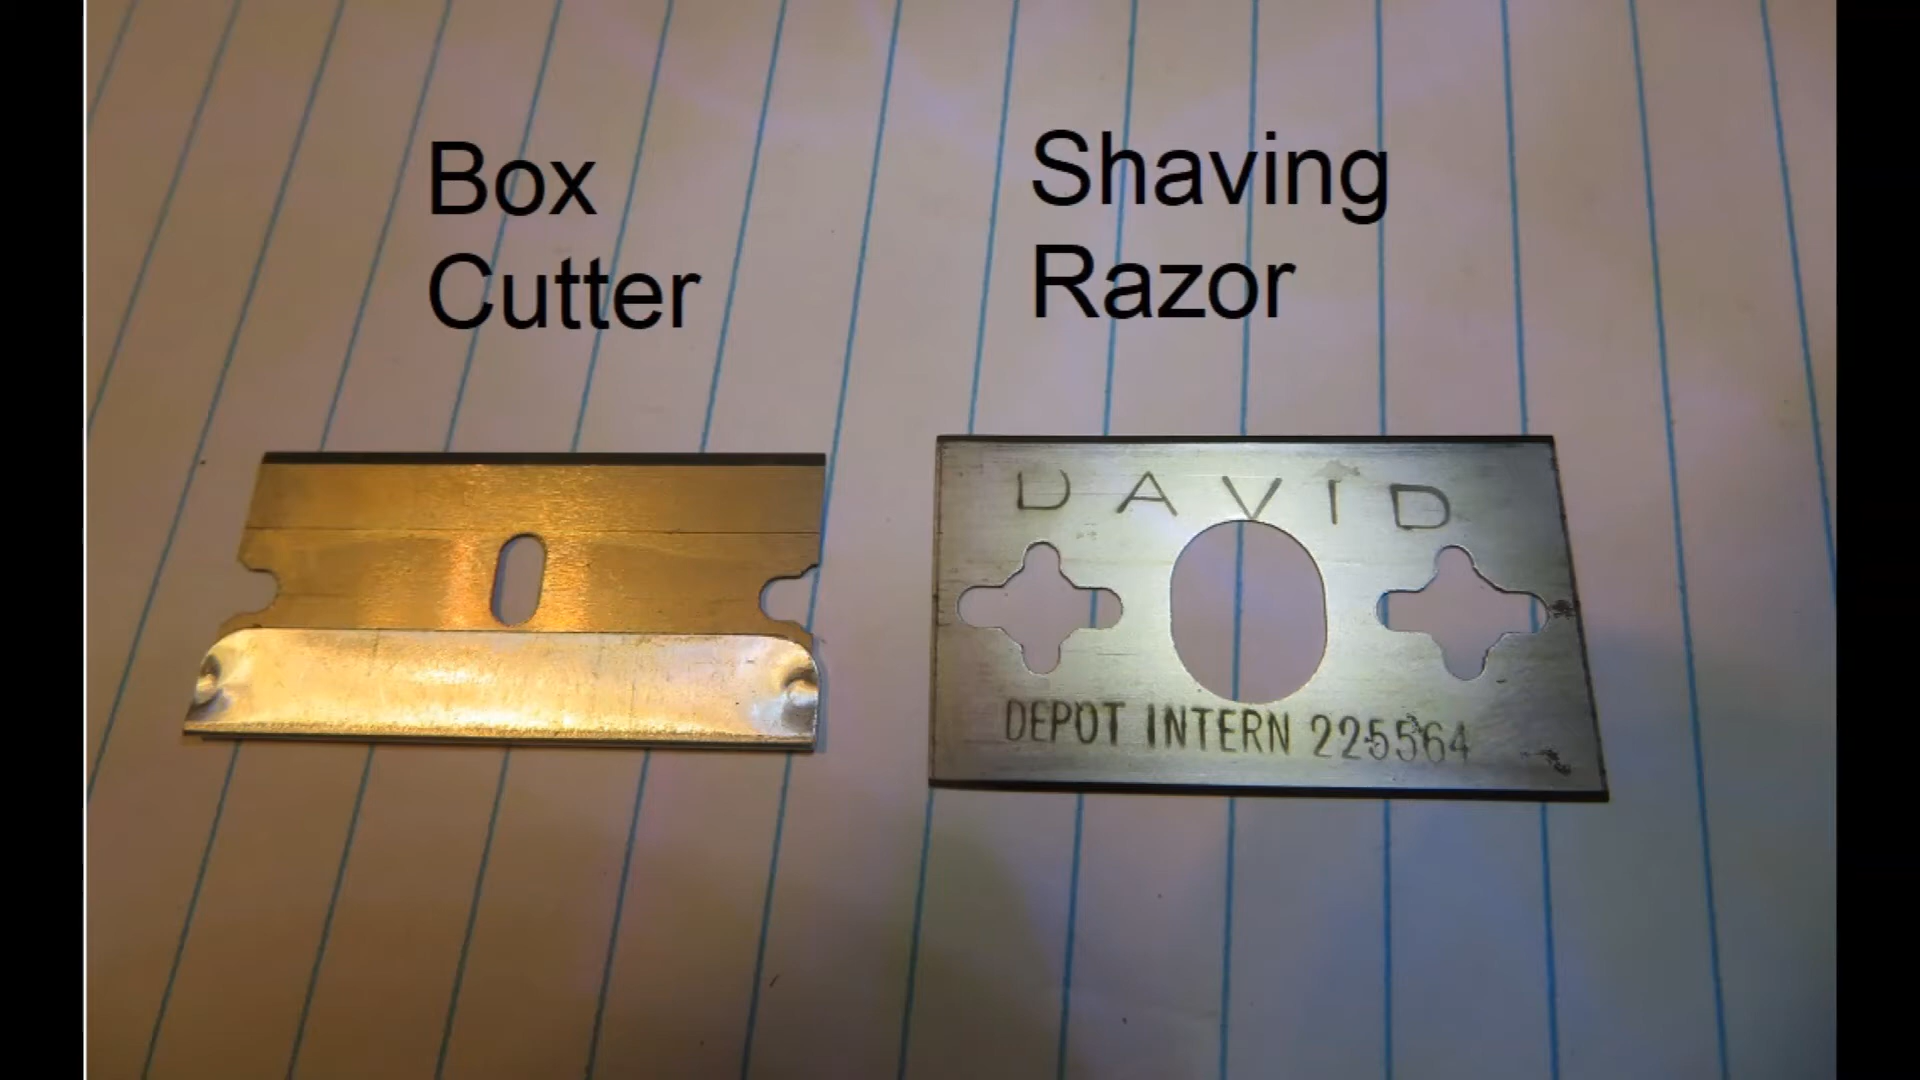 Box
Cutter
Shaving
Razor
DAVID
DEPOT INTERN 225564